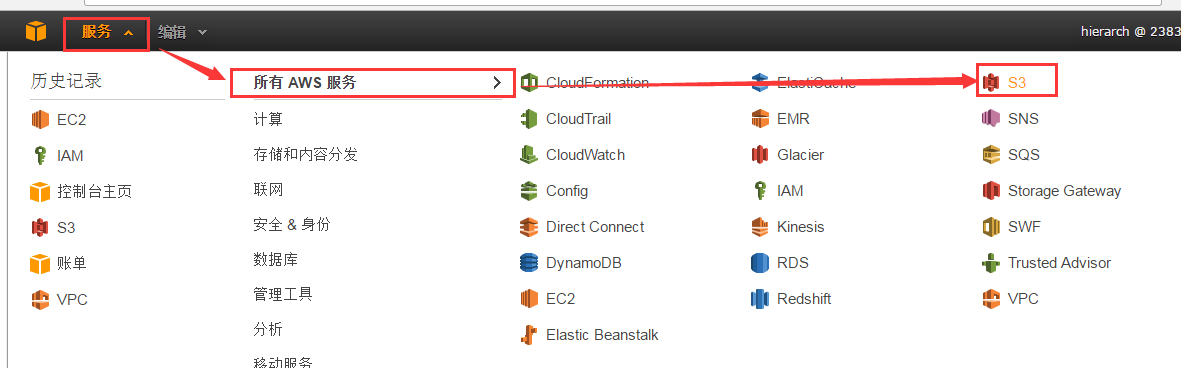 服务 编辑 hierarch @ 2383
历史记录
EC2
IAM
控制台主页
S3
账单
VPC
所有 AWS 服务
计算
存储和内容分发
联网
安全 & 身份
数据库
管理工具
分析
移动服务
CloudFormation
CloudTrail
CloudWatch
Config
Direct Connect
DynamoDB
EC2
Elastic Beanstalk
ElastiCache
EMR
Glacier
IAM
Kinesis
RDS
Redshift
S3
SNS
SQS
Storage Gateway
SWF
Trusted Advisor
VPC